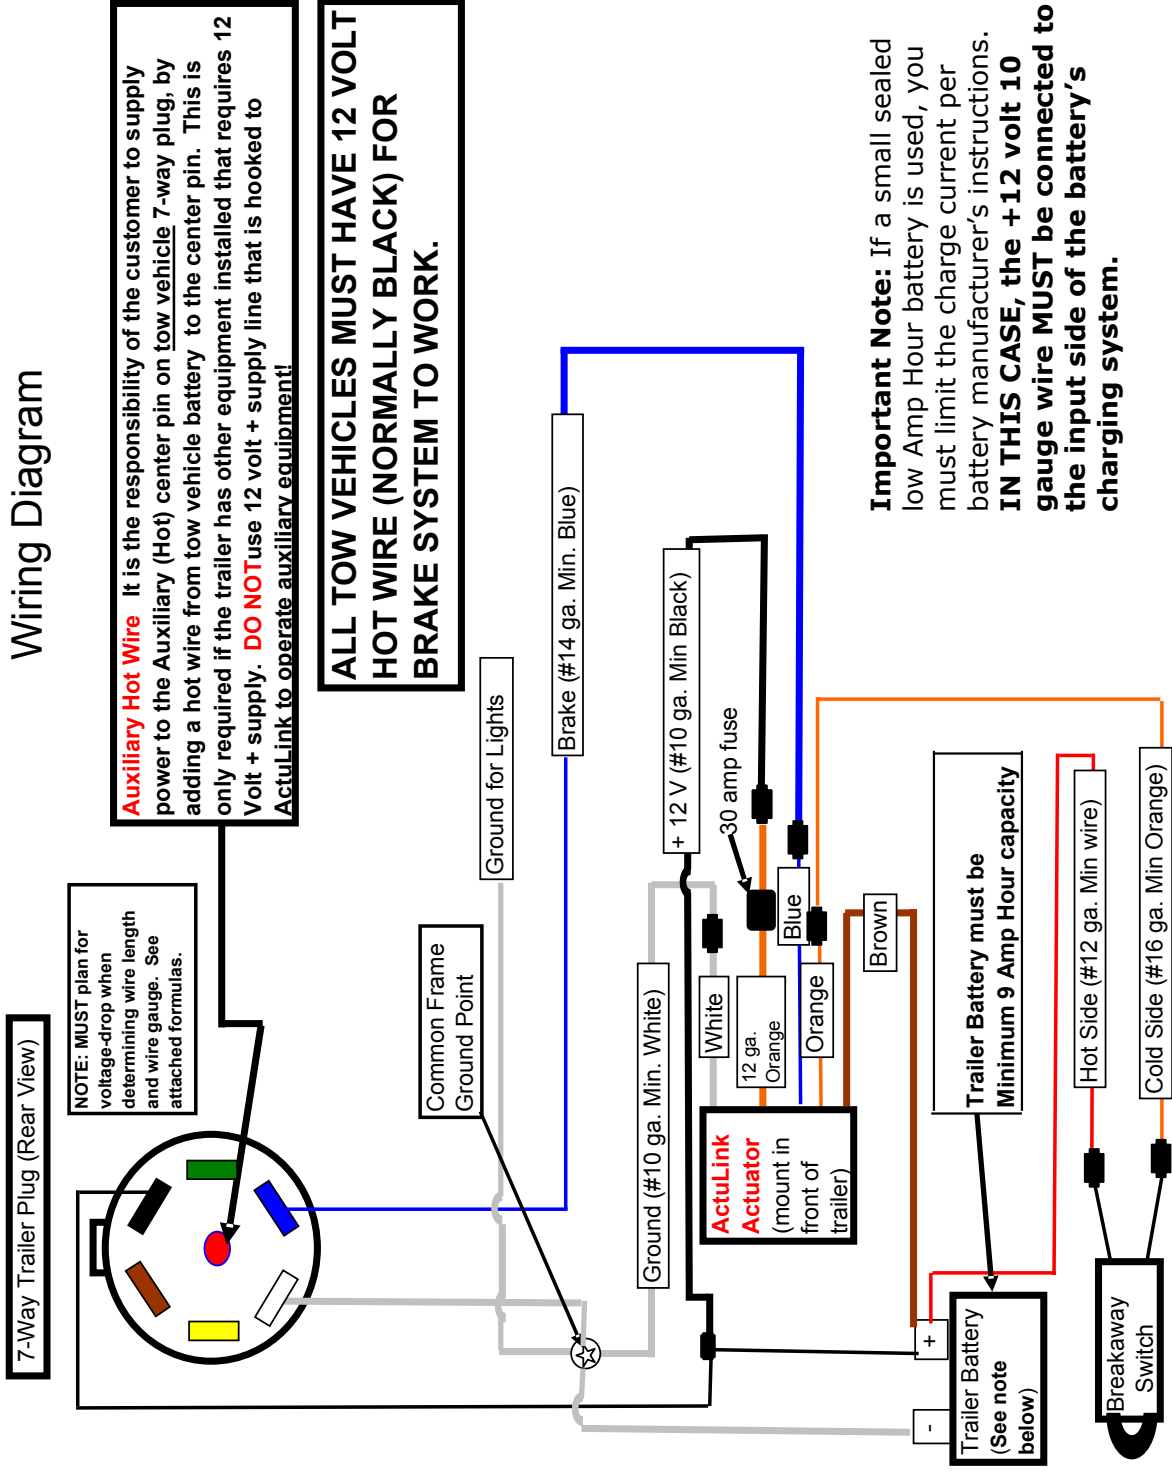 Wiring Diagram
7-Way Trailer Plug (Rear View)
NOTE: MUST plan for
voltage-drop when
determining wire length
and wire gauge.  See
attached formulas.
Auxiliary Hot Wire   It is the responsibility of the customer to supply
power to the Auxiliary (Hot) center pin on tow vehicle 7-way plug, by
adding a hot wire from tow vehicle battery  to the center pin.  This is
only required if the trailer has other equipment installed that requires 12
Volt + supply.  DO NOTuse 12 volt + supply line that is hooked to
ActuLink to operate auxiliary equipment!
ALL TOW VEHICLES MUST HAVE 12 VOLT
HOT WIRE (NORMALLY BLACK) FOR
BRAKE SYSTEM TO WORK.
Common Frame
Ground Point
Ground for Lights
Brake (#14 ga. Min. Blue)
Ground (#10 ga. Min. White)
+ 12 V (#10 ga. Min Black)
30 amp fuse
White
12 ga.
Orange
Blue
Orange
Brown
ActuLink
Actuator
(mount in
front of
trailer)
Trailer Battery must be
Minimum 9 Amp Hour capacity
-
+
Trailer Battery
(See note
below)
Hot Side (#12 ga. Min wire)
Cold Side (#16 ga. Min Orange)
Breakaway
Switch
Important Note: If a small sealed
low Amp Hour battery is used, you
must limit the charge current per
battery manufacturer's instructions.
IN THIS CASE, the +12 volt 10
gauge wire MUST be connected to
the input side of the battery's
charging system.